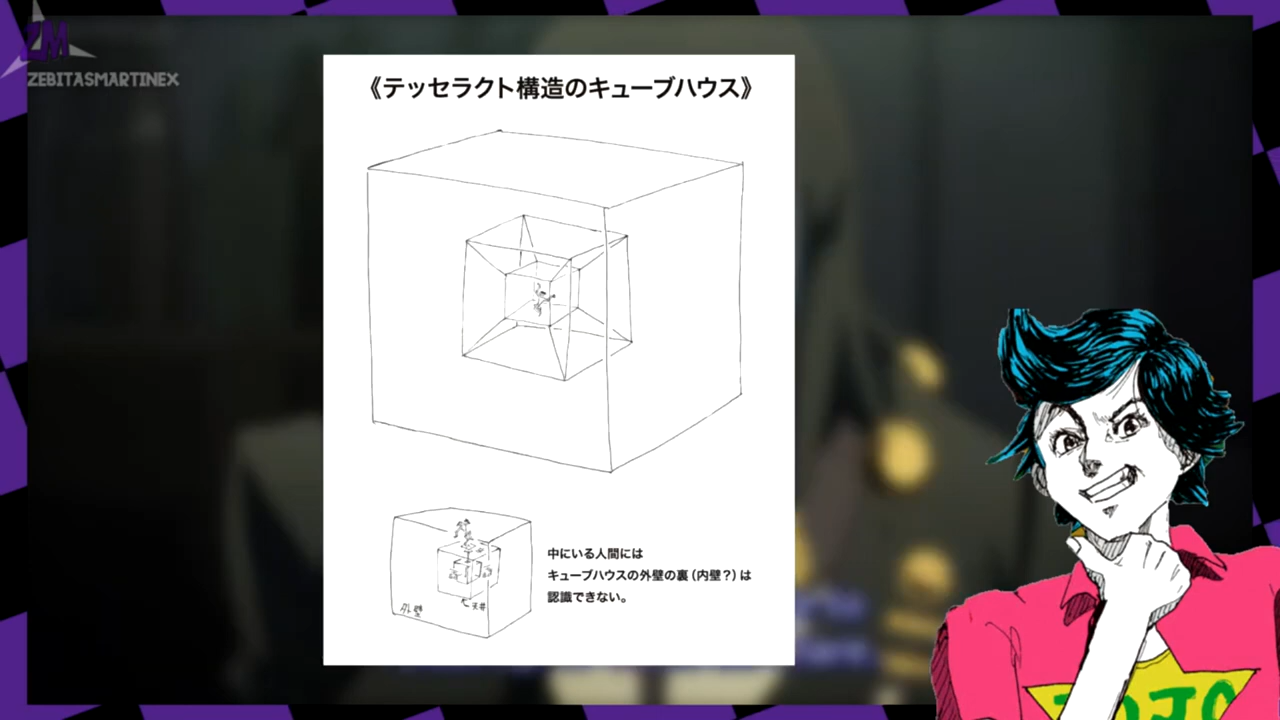 ZM
ZEBITASMARTINEX
《テッセラクト構造のキューブハウス》
中にいる人間には
キューブハウスの外壁の裏（内壁？）は
認識できない。
外壁
天井
JOJO